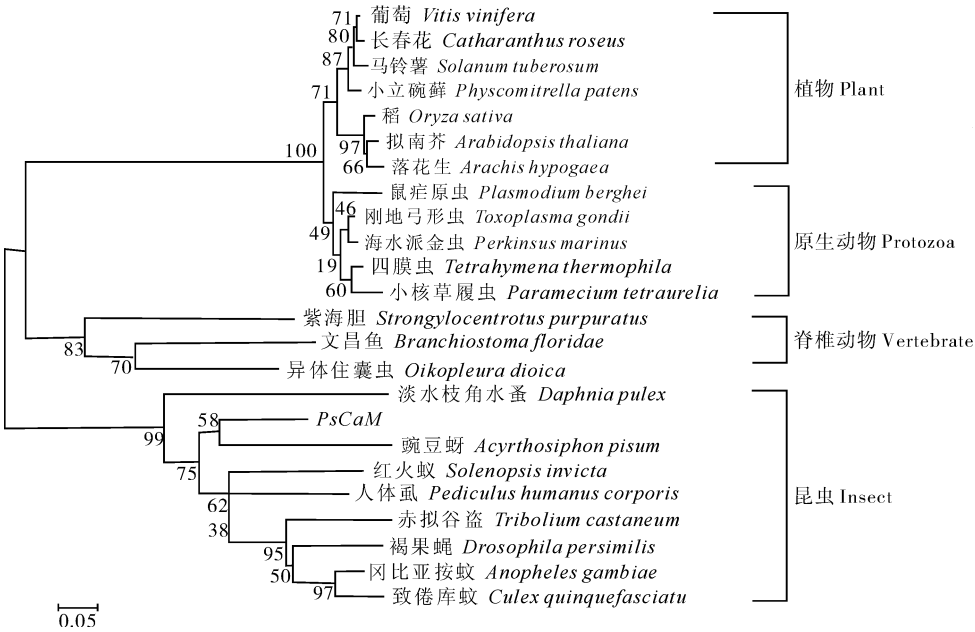 71 葡萄 Vitis vinifera
80 长春花 Catharanthus roseus
马铃薯 Solanum tuberosum
87
小立碗藓 Physcomitrella patens
植物 Plant
71
稻 Oryza sativa
拟南芥 Arabidopsis thaliana
97
100
66 落花生 Arachis hypogaea
鼠疟原虫 Plasmodium berghei
46
刚地弓形虫 Toxoplasma gondii
49
海水派金虫 Perkinsus marinus
原生动物 Protozoa
19
四膜虫 Tetrahymena thermophila
60 小核草履虫 Paramecium tetraurelia
紫海胆 Strongylocentrotus purpuratus
文昌鱼 Branchiostoma floridae
脊椎动物 Vertebrate
83
70 异体住囊虫 Oikopleura dioica
淡水枝角水蚤 Daphnia pulex
58 PsCaM
99
豌豆蚜 Acyrthosiphon pisum
75 红火蚁 Solenopsis invicta
人体虱 Pediculus humanus corporis
昆虫 Insect
62
赤拟谷盗 Tribolium castaneum
38
95 褐果蝇 Drosophila persimilis
50 冈比亚按蚊 Anopheles gambiae
97 致倦库蚊 Culex quinquefasciatu
0.05